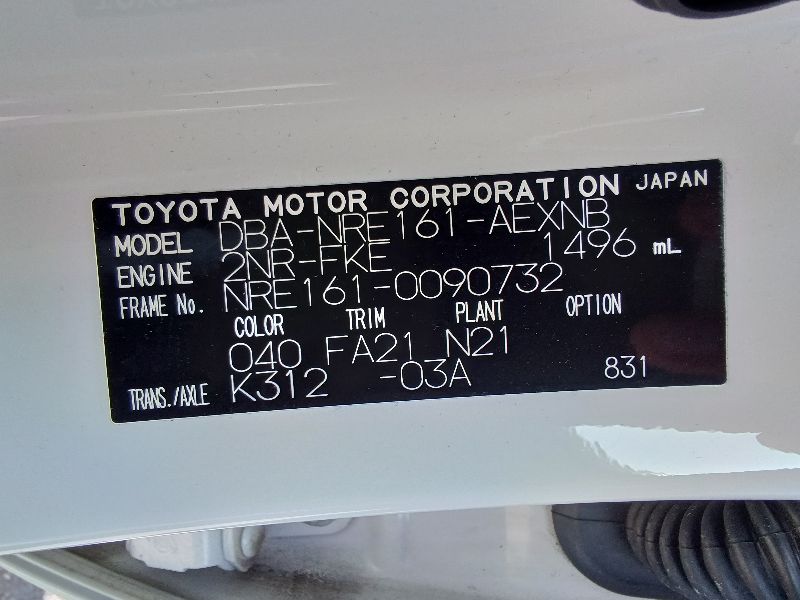 TOYOTA MOTOR CORPORATION JAPAN
MODEL DBA-NRE161-AEXNB
ENGINE 2NR-FKE 1496 mL
FRAME No. NRE161-0090732
COLOR TRIM PLANT OPTION
040 FA21 N21
TRANS./AXLE K312 -03A 831